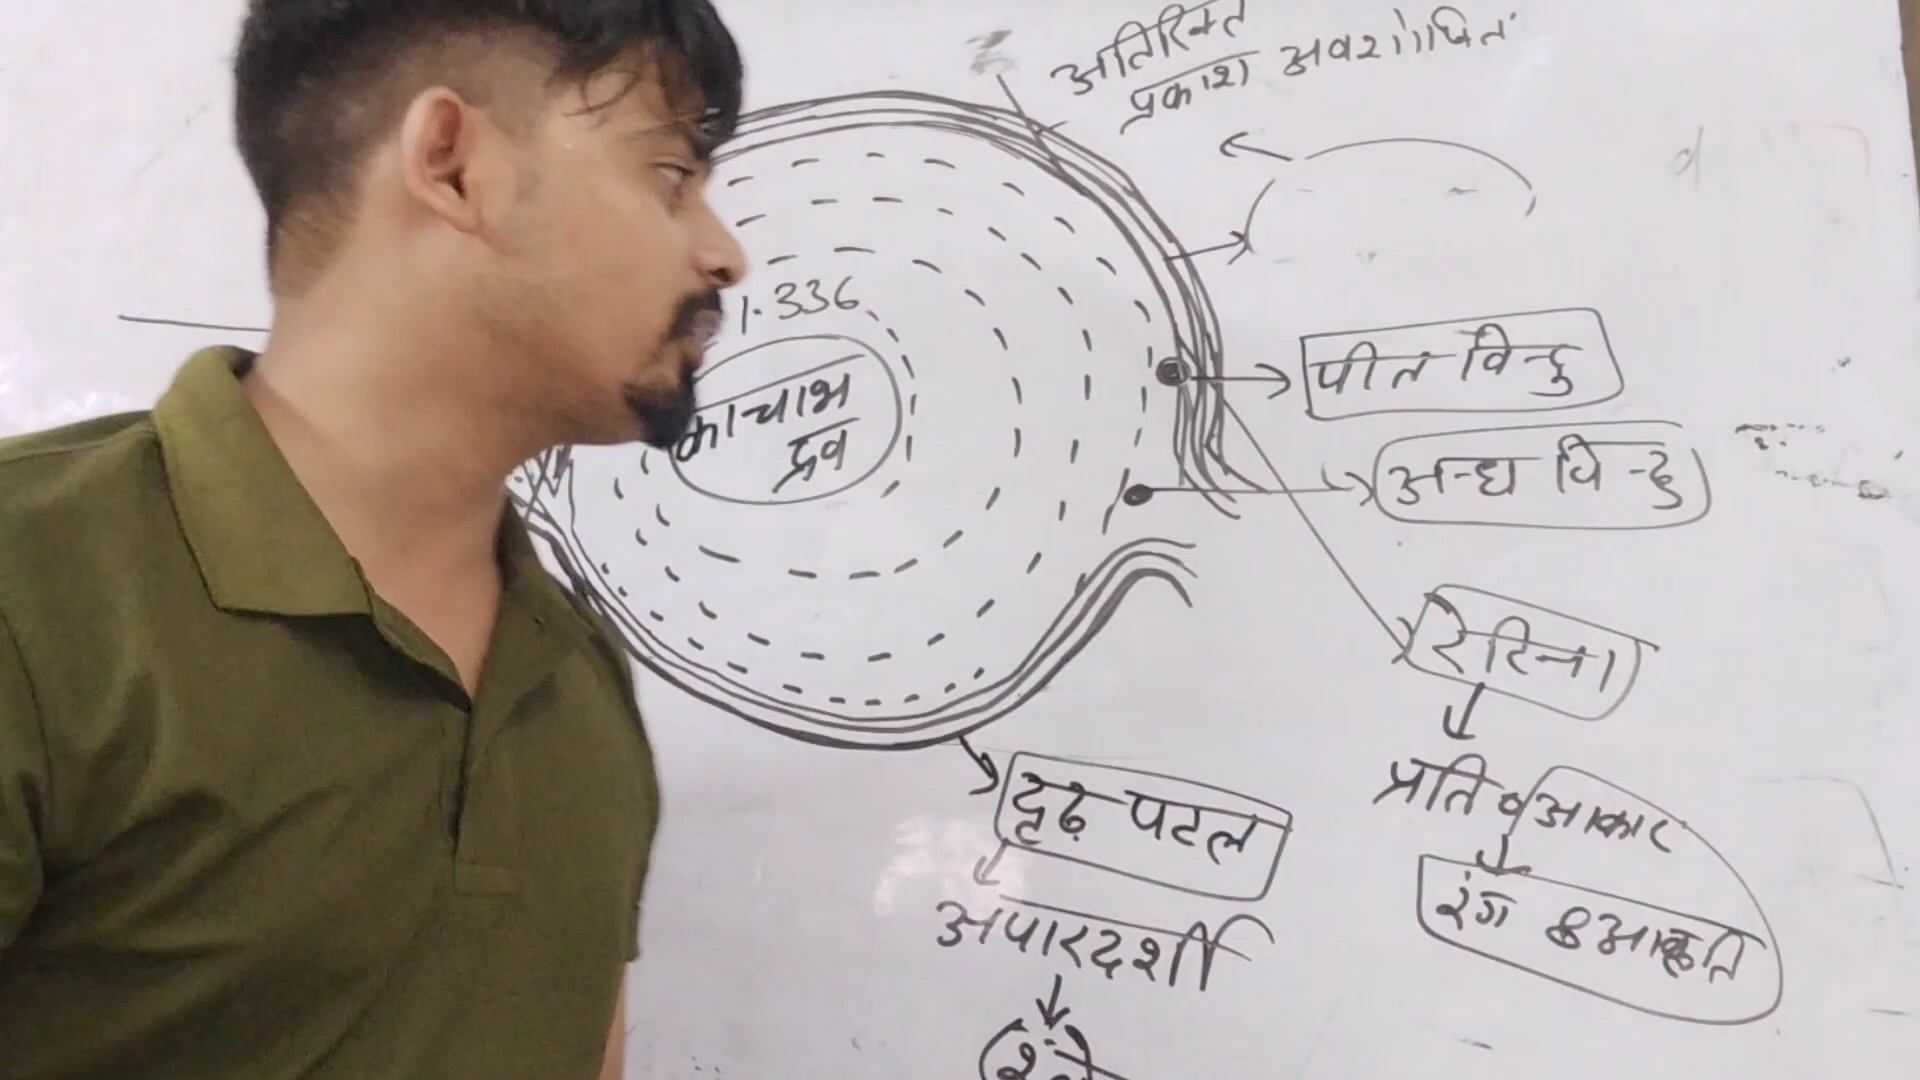 अतिरिक्त
प्रकाश अवशोषित
1.336
काचाभ
द्रव
पीत विन्दु
अन्ध विन्दु
रेटिना
दृढ़ पटल
प्रति व आकार
रंग & आकृति
अपारदर्शी